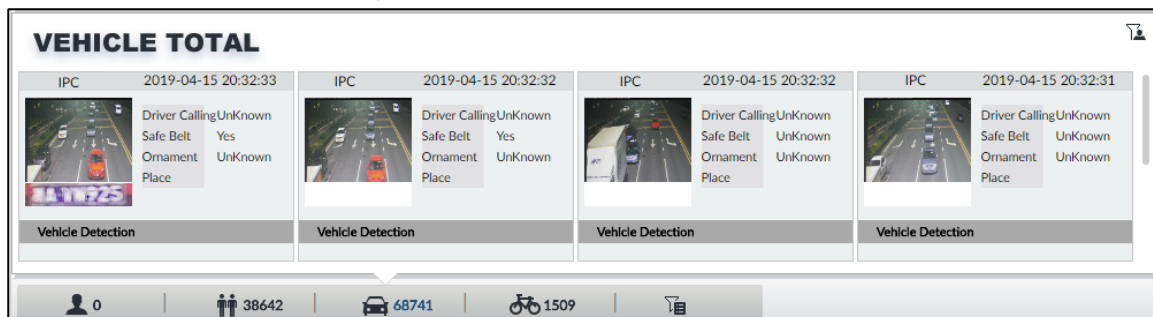 VEHICLE TOTAL
IPC 2019-04-15 20:32:33
Driver Calling UnKnown
Safe Belt Yes
Ornament UnKnown
Place
Vehicle Detection
IPC 2019-04-15 20:32:32
Driver Calling UnKnown
Safe Belt Yes
Ornament UnKnown
Place
Vehicle Detection
IPC 2019-04-15 20:32:32
Driver Calling UnKnown
Safe Belt UnKnown
Ornament UnKnown
Place
Vehicle Detection
IPC 2019-04-15 20:32:31
Driver Calling UnKnown
Safe Belt UnKnown
Ornament UnKnown
Place
Vehicle Detection
0 38642 68741 1509